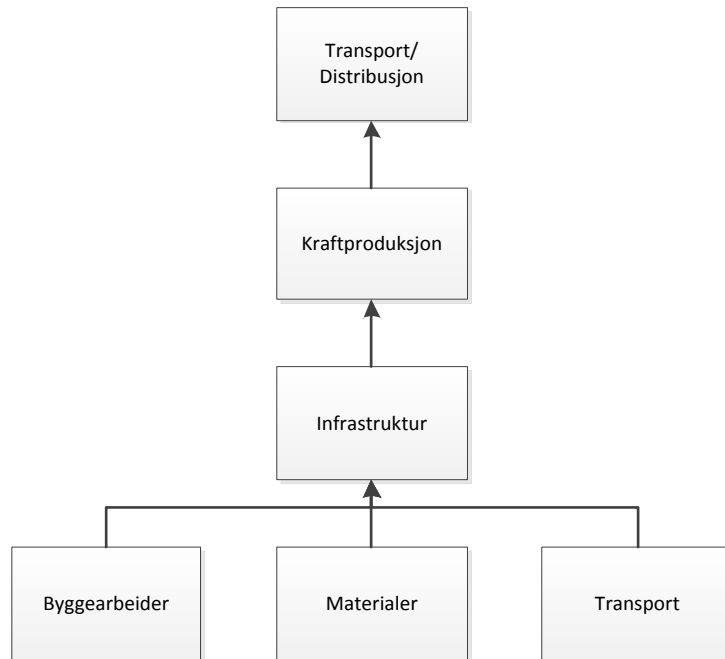 Transport/
Distribusjon
Kraftproduksjon
Infrastruktur
Byggearbeider
Materialer
Transport